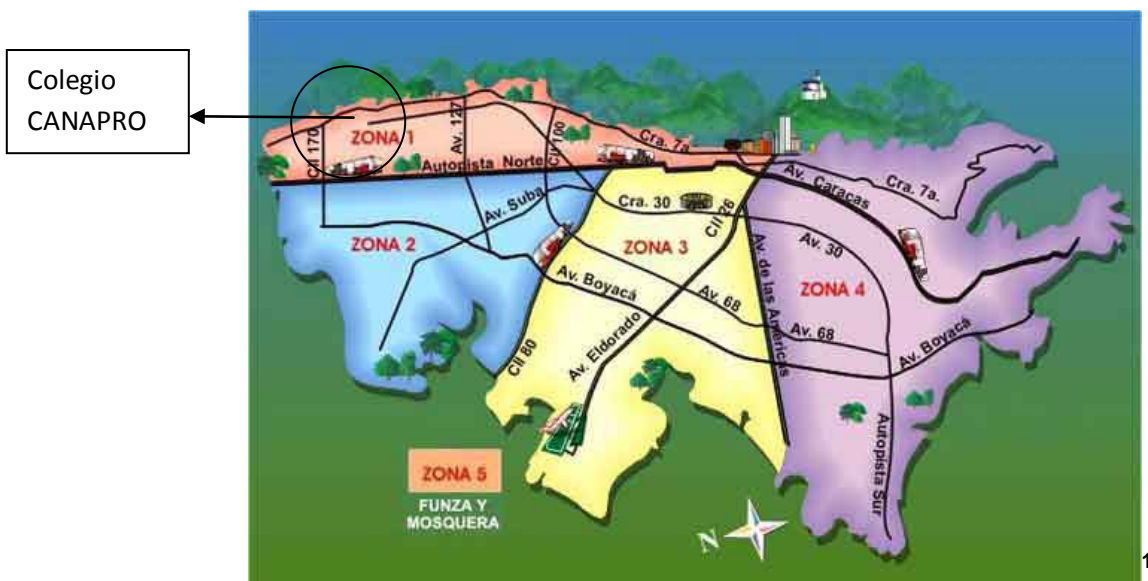 Colegio
CANAPRO
ZONA 1
Cll 170
Av. 127
Cll 100
Autopista Norte
Cra. 7a
Av. Caracas
Cra. 7a.
Av. Suba
Cra. 30
Cll 26
ZONA 2
ZONA 3
Av. 30
ZONA 4
Av. Boyacá
Av. 68
Av. de las Américas
Av. 68
Av. Boyacá
Cll 80
Av. Eldorado
Autopista Sur
ZONA 5
FUNZA Y
MOSQUERA
N
1